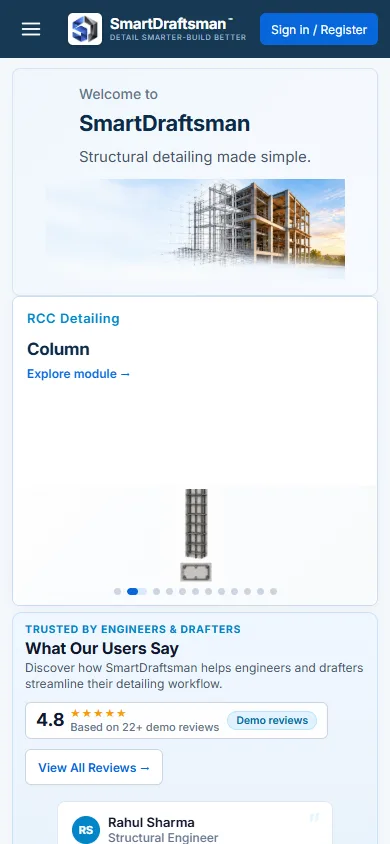 SmartDraftsman™
DETAIL SMARTER-BUILD BETTER
Sign in / Register
Welcome to
SmartDraftsman
Structural detailing made simple.
RCC Detailing
Column
Explore module →
TRUSTED BY ENGINEERS & DRAFTERS
What Our Users Say
Discover how SmartDraftsman helps engineers and drafters
streamline their detailing workflow.
4.8 ★★★★★
Based on 22+ demo reviews
Demo reviews
View All Reviews →
RS
Rahul Sharma
"
Structural Engineer